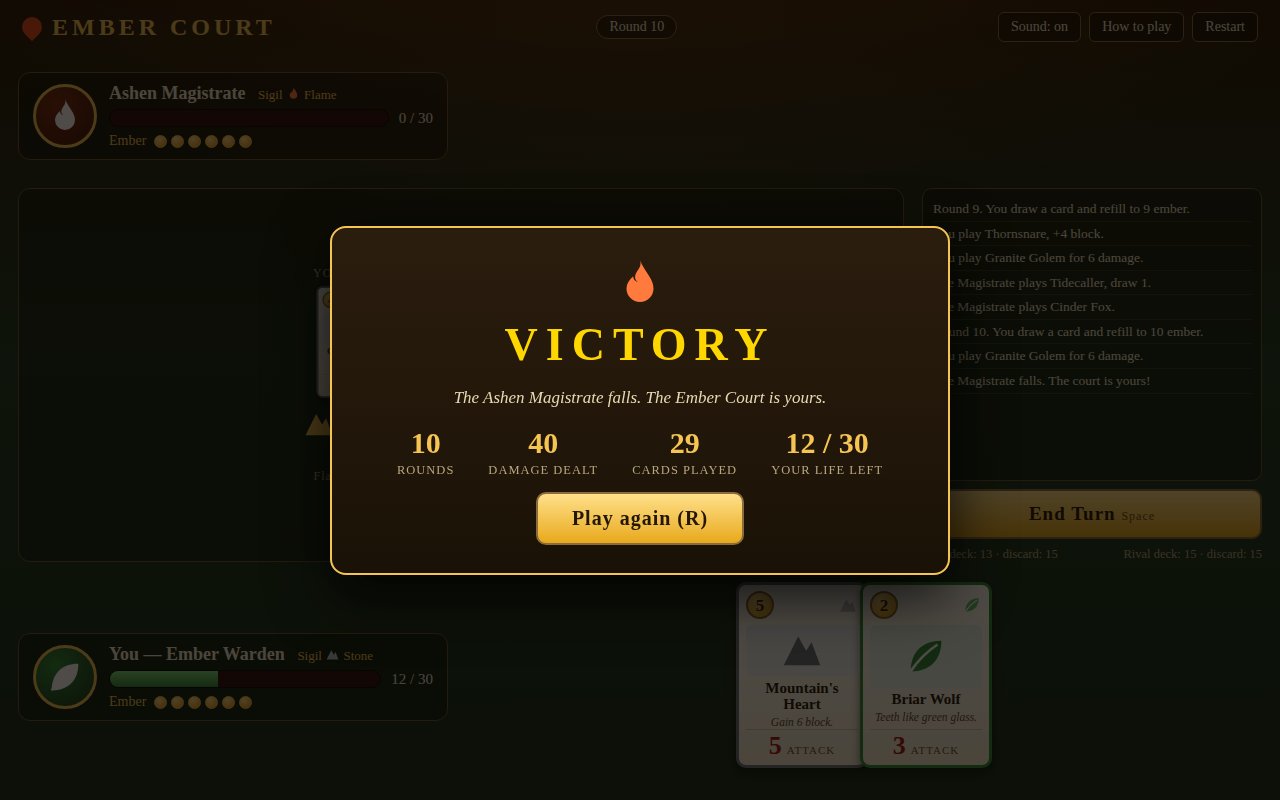 EMBER COURT
Round 10
Sound: on
How to play
Restart
Ashen Magistrate Sigil Flame
0 / 30
Ember
Round 9. You draw a card and refill to 9 ember.
play Thornsnare, +4 block.
play Granite Golem for 6 damage.
Magistrate plays Tidecaller, draw 1.
Magistrate plays Cinder Fox.
10. You draw a card and refill to 10 ember.
play Granite Golem for 6 damage.
Magistrate falls. The court is yours!
VICTORY
The Ashen Magistrate falls. The Ember Court is yours.
10
ROUNDS
40
DAMAGE DEALT
29
CARDS PLAYED
12 / 30
YOUR LIFE LEFT
Play again (R)
End Turn Space
deck: 13 · discard: 15
Rival deck: 15 · discard: 15
You — Ember Warden Sigil Stone
12 / 30
Ember
5
Mountain's
Heart
Gain 6 block.
5 ATTACK
2
Briar Wolf
Teeth like green glass.
3 ATTACK